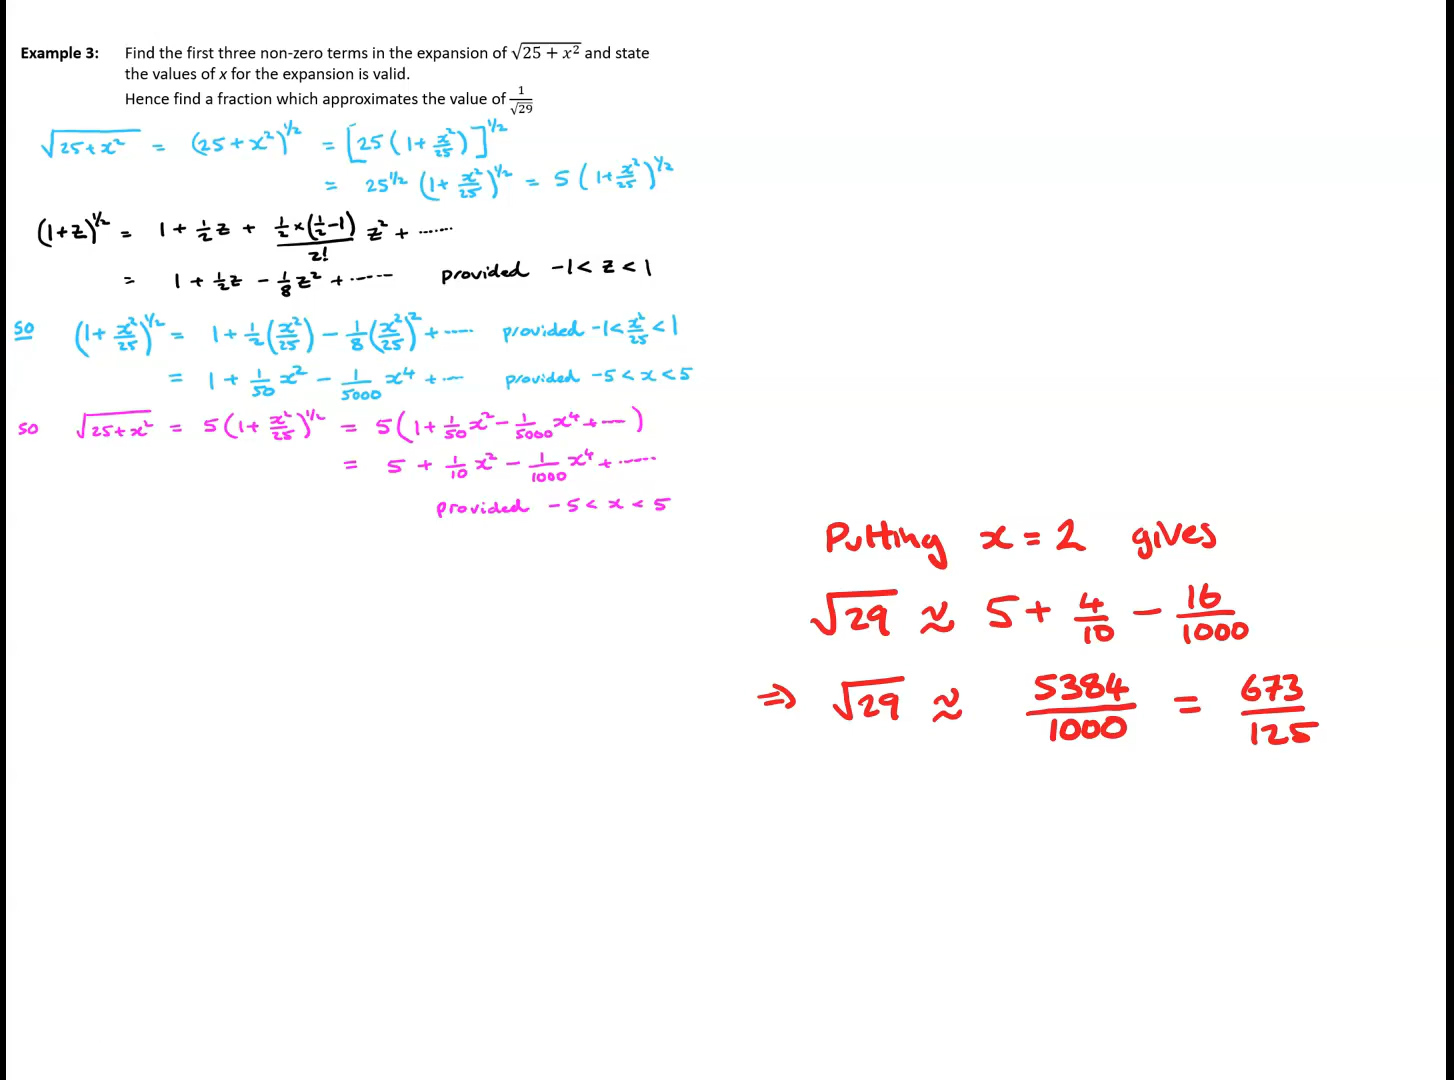 Example 3: Find the first three non-zero terms in the expansion of √(25 + x²) and state
the values of x for the expansion is valid.
Hence find a fraction which approximates the value of 1/√29
√(25+x²) = (25+x²)^½ = [25(1+x²/25)]^½
= 25^½ (1+x²/25)^½ = 5(1+x²/25)^½
(1+z)^½ = 1 + ½z + (½×(½-1))/2! z² + ......
= 1 + ½z - ⅛z² + ...... provided -1 < z < 1
so (1+x²/25)^½ = 1 + ½(x²/25) - ⅛(x²/25)² + ..... provided -1 < x²/25 < 1
= 1 + 1/50 x² - 1/5000 x⁴ + ... provided -5 < x < 5
so √(25+x²) = 5(1+x²/25)^½ = 5(1 + 1/50 x² - 1/5000 x⁴ + ....)
= 5 + 1/10 x² - 1/1000 x⁴ + ......
provided -5 < x < 5
Putting x = 2 gives
√29 ≈ 5 + 4/10 - 16/1000
⇒ √29 ≈ 5384/1000 = 673/125